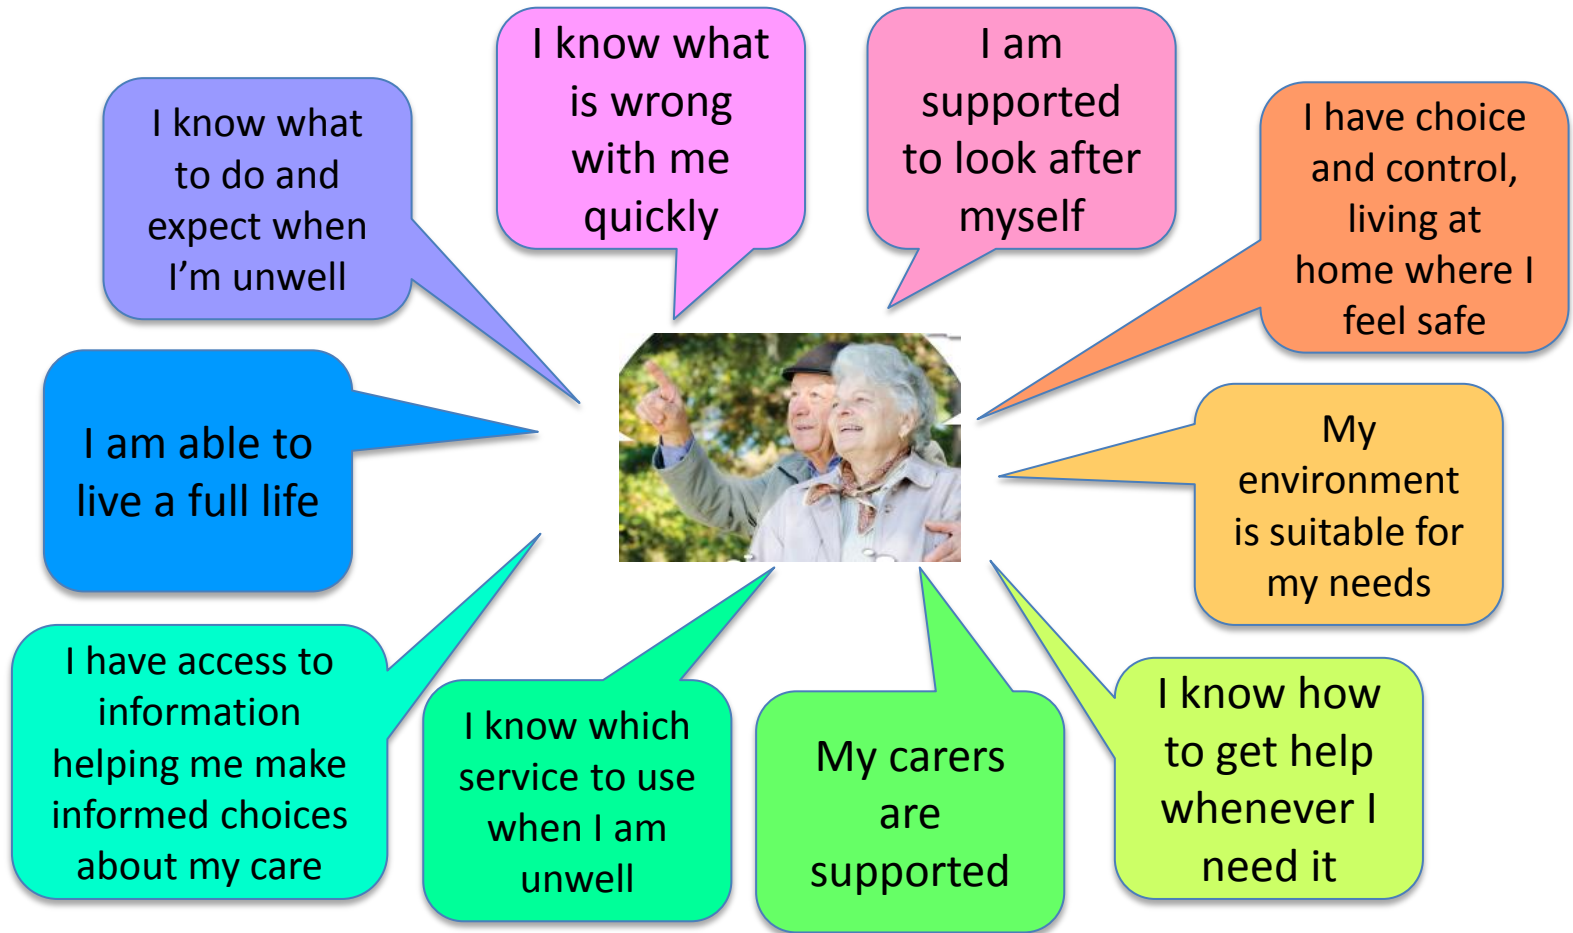 I know what
is wrong
with me
quickly
I am
supported
to look after
myself
I have choice
and control,
living at
home where I
feel safe
My
environment
is suitable for
my needs
I know how
to get help
whenever I
need it
My carers
are
supported
I know which
service to use
when I am
unwell
I have access to
information
helping me make
informed choices
about my care
I am able to
live a full life
I know what
to do and
expect when
I’m unwell